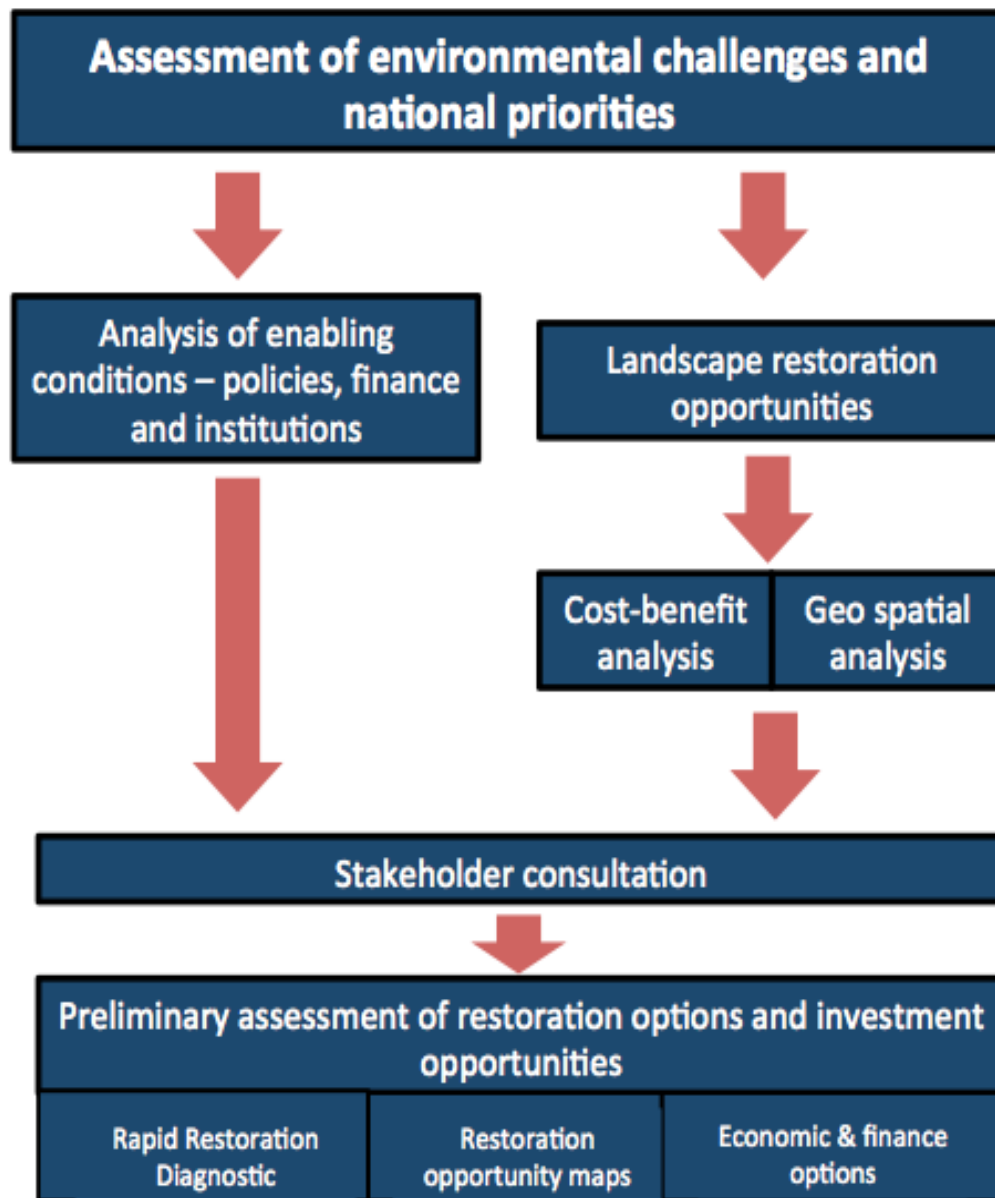 Assessment of environmental challenges and
national priorities
Analysis of enabling
conditions – policies, finance
and institutions
Landscape restoration
opportunities
Cost-benefit
analysis
Geo spatial
analysis
Stakeholder consultation
Preliminary assessment of restoration options and investment
opportunities
Rapid Restoration
Diagnostic
Restoration
opportunity maps
Economic & finance
options